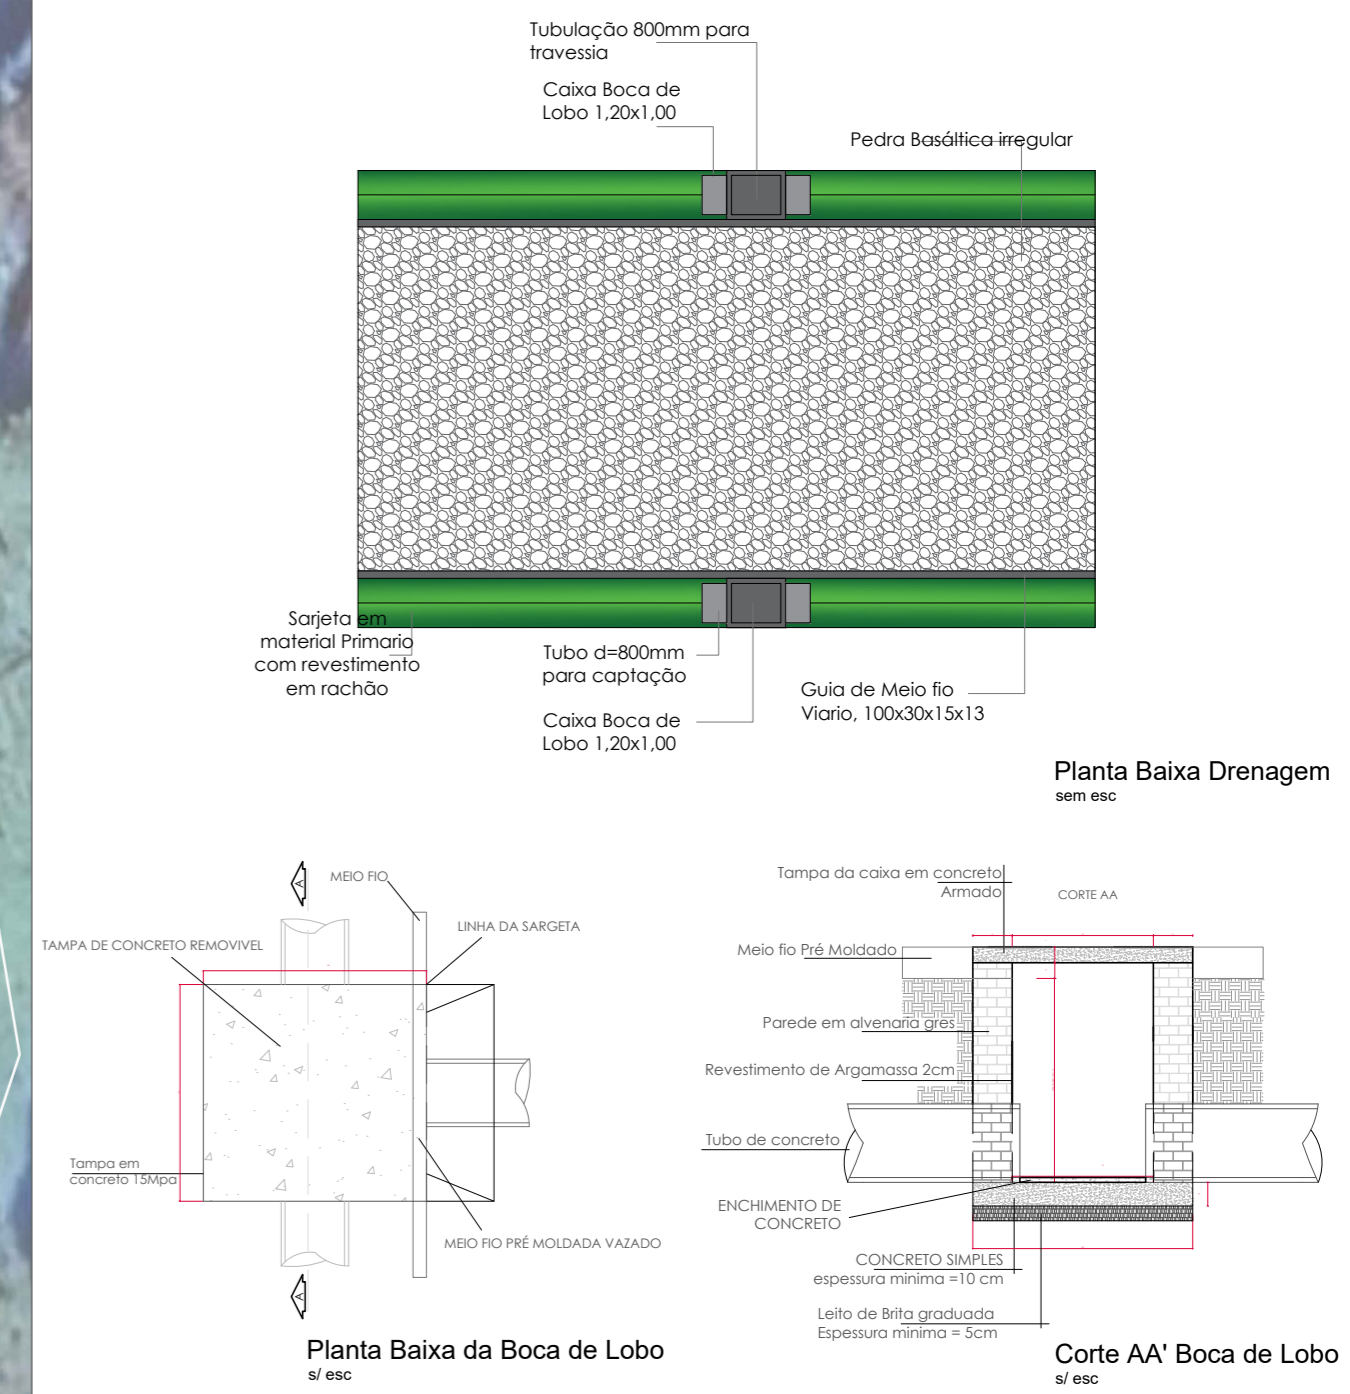 Tubulação 800mm para
travessia
Caixa Boca de
Lobo 1,20x1,00
Pedra Basáltica irregular
Sarjeta em
material Primario
com revestimento
em rachão
Tubo d=800mm
para captação
Caixa Boca de
Lobo 1,20x1,00
Guia de Meio fio
Viario, 100x30x15x13
Planta Baixa Drenagem
sem esc
A
MEIO FIO
LINHA DA SARGETA
TAMPA DE CONCRETO REMOVIVEL
Tampa em
concreto 15Mpa
MEIO FIO PRÉ MOLDADA VAZADO
A
Planta Baixa da Boca de Lobo
s/ esc
Tampa da caixa em concreto
Armado
CORTE AA
Meio fio Pré Moldado
Parede em alvenaria gres
Revestimento de Argamassa 2cm
Tubo de concreto
ENCHIMENTO DE
CONCRETO
CONCRETO SIMPLES
espessura minima =10 cm
Leito de Brita graduada
Espessura minima = 5cm
Corte AA' Boca de Lobo
s/ esc